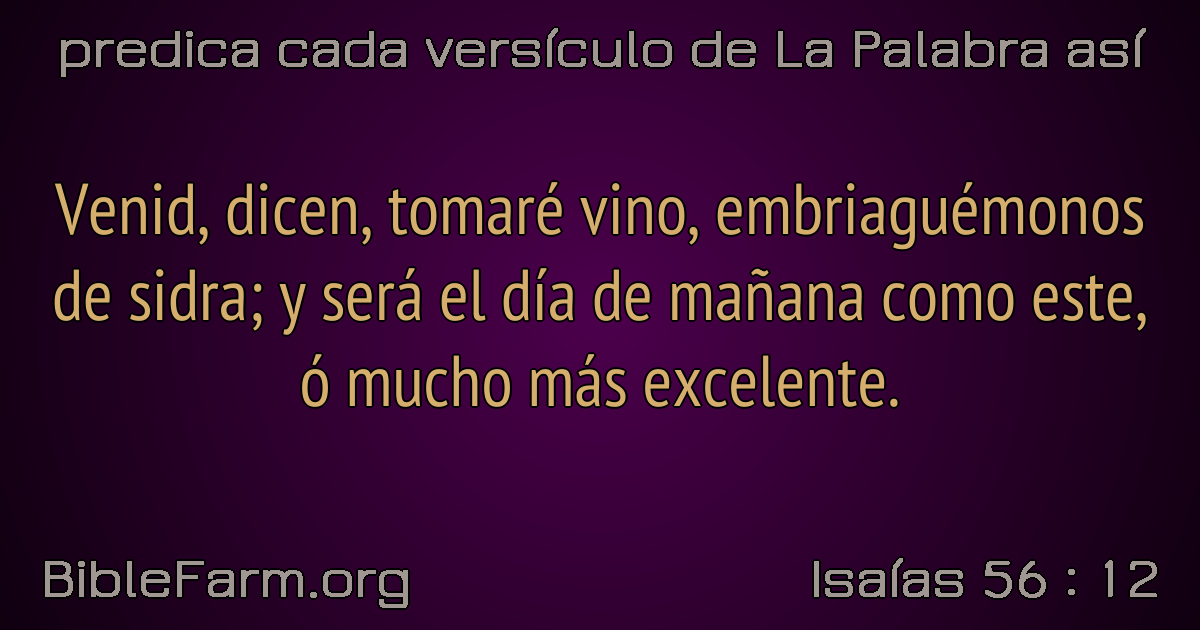 predica cada versículo de La Palabra así
Venid, dicen, tomaré vino, embriaguémonos
de sidra; y será el día de mañana como este,
ó mucho más excelente.
BibleFarm.org
Isaías 56 : 12